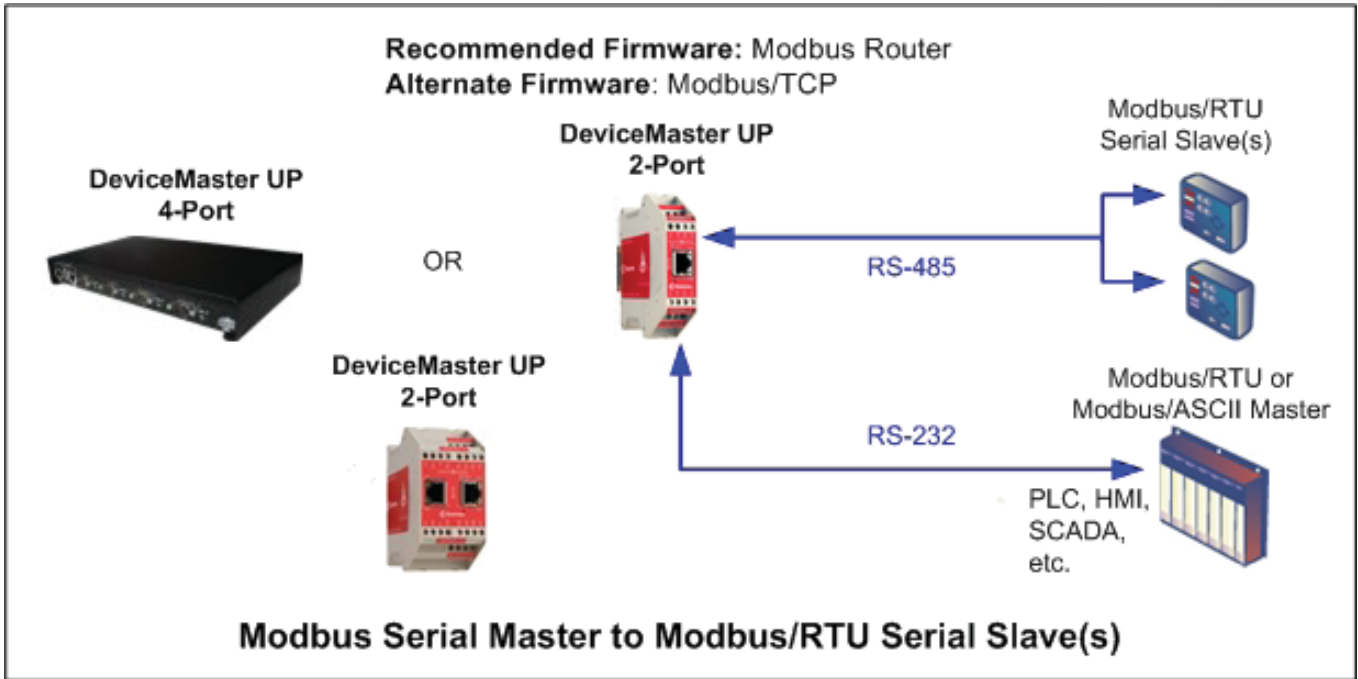 Recommended Firmware: Modbus Router
Alternate Firmware: Modbus/TCP
DeviceMaster UP
4-Port
OR
DeviceMaster UP
2-Port
DeviceMaster UP
2-Port
Modbus/RTU
Serial Slave(s)
RS-485
Modbus/RTU or
Modbus/ASCII Master
RS-232
PLC, HMI,
SCADA,
etc.
Modbus Serial Master to Modbus/RTU Serial Slave(s)